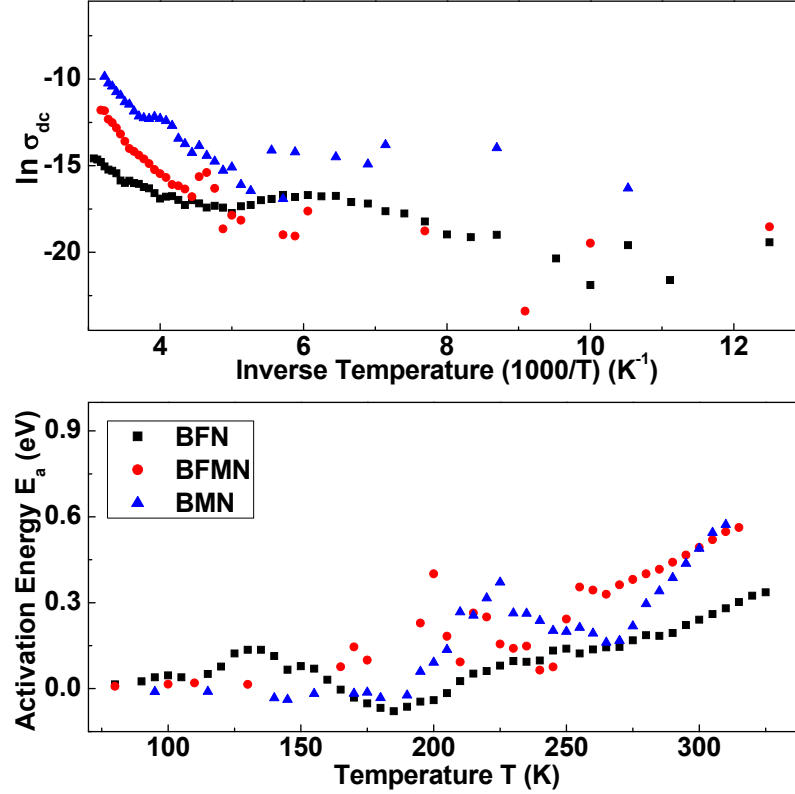 -10
-15
-20
ln σdc
4 6 8 10 12
Inverse Temperature (1000/T) (K-1)
0.9
0.6
0.3
0.0
Activation Energy Ea (eV)
BFN
BFMN
BMN
100 150 200 250 300
Temperature T (K)